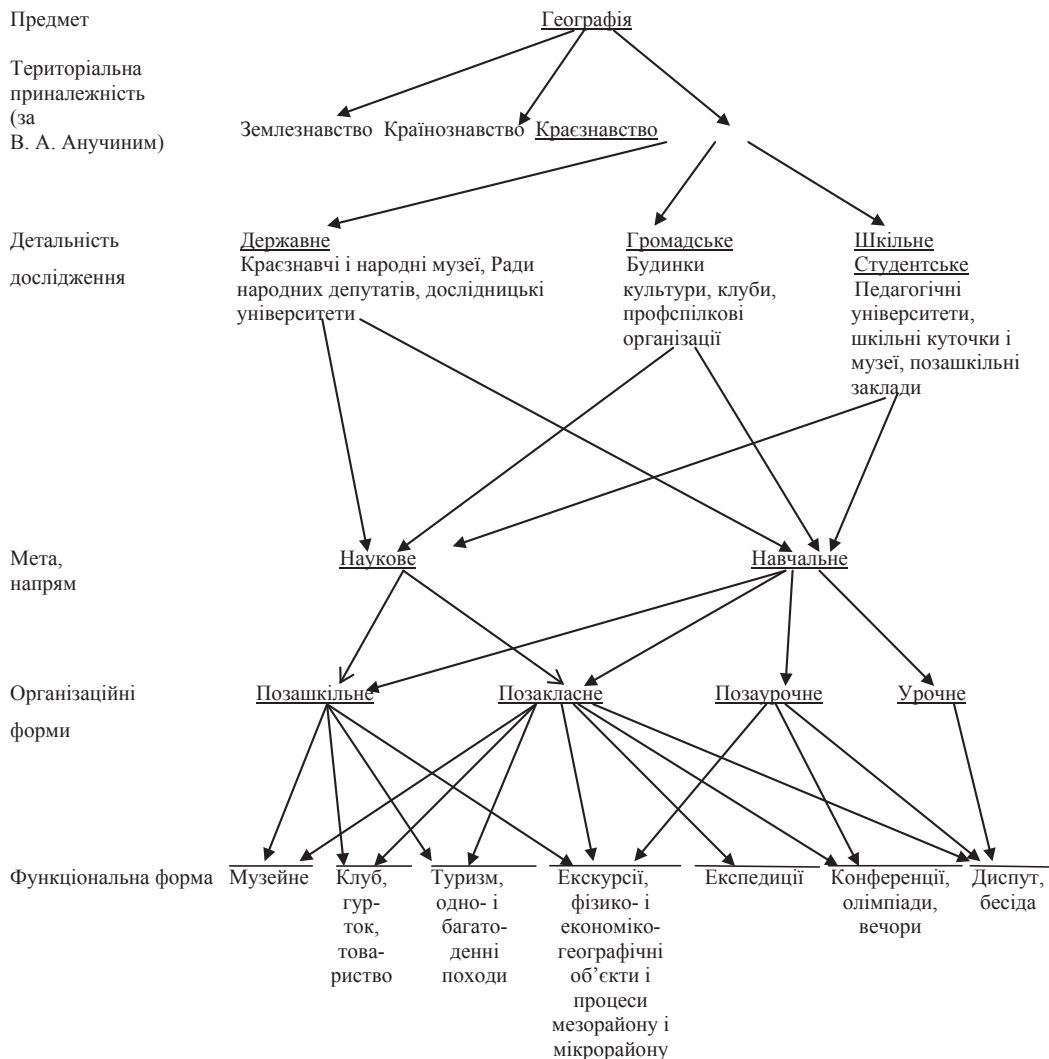 Предмет
Географія
Територіальна
приналежність
(за
В. А. Анучиним)
Землезнавство Країнознавство Краєзнавство
Детальність
дослідження
Державне
Краєзнавчі і народні музеї, Ради
народних депутатів, дослідницькі
університети
Громадське
Будинки
культури, клуби,
профспілкові
організації
Шкільне
Студентське
Педагогічні
університети,
шкільні куточки і
музеї, позашкільні
заклади
Мета,
напрям
Наукове
Навчальне
Організаційні
форми
Позашкільне
Позакласне
Позаурочне
Урочне
Функціональна форма
Музейне
Клуб,
гур-
ток,
това-
риство
Туризм,
одно- і
багато-
денні
походи
Екскурсії,
фізико- і
економіко-
географічні
об’єкти і
процеси
мезорайону і
мікрорайону
Експедиції
Конференції,
олімпіади,
вечори
Диспут,
бесіда